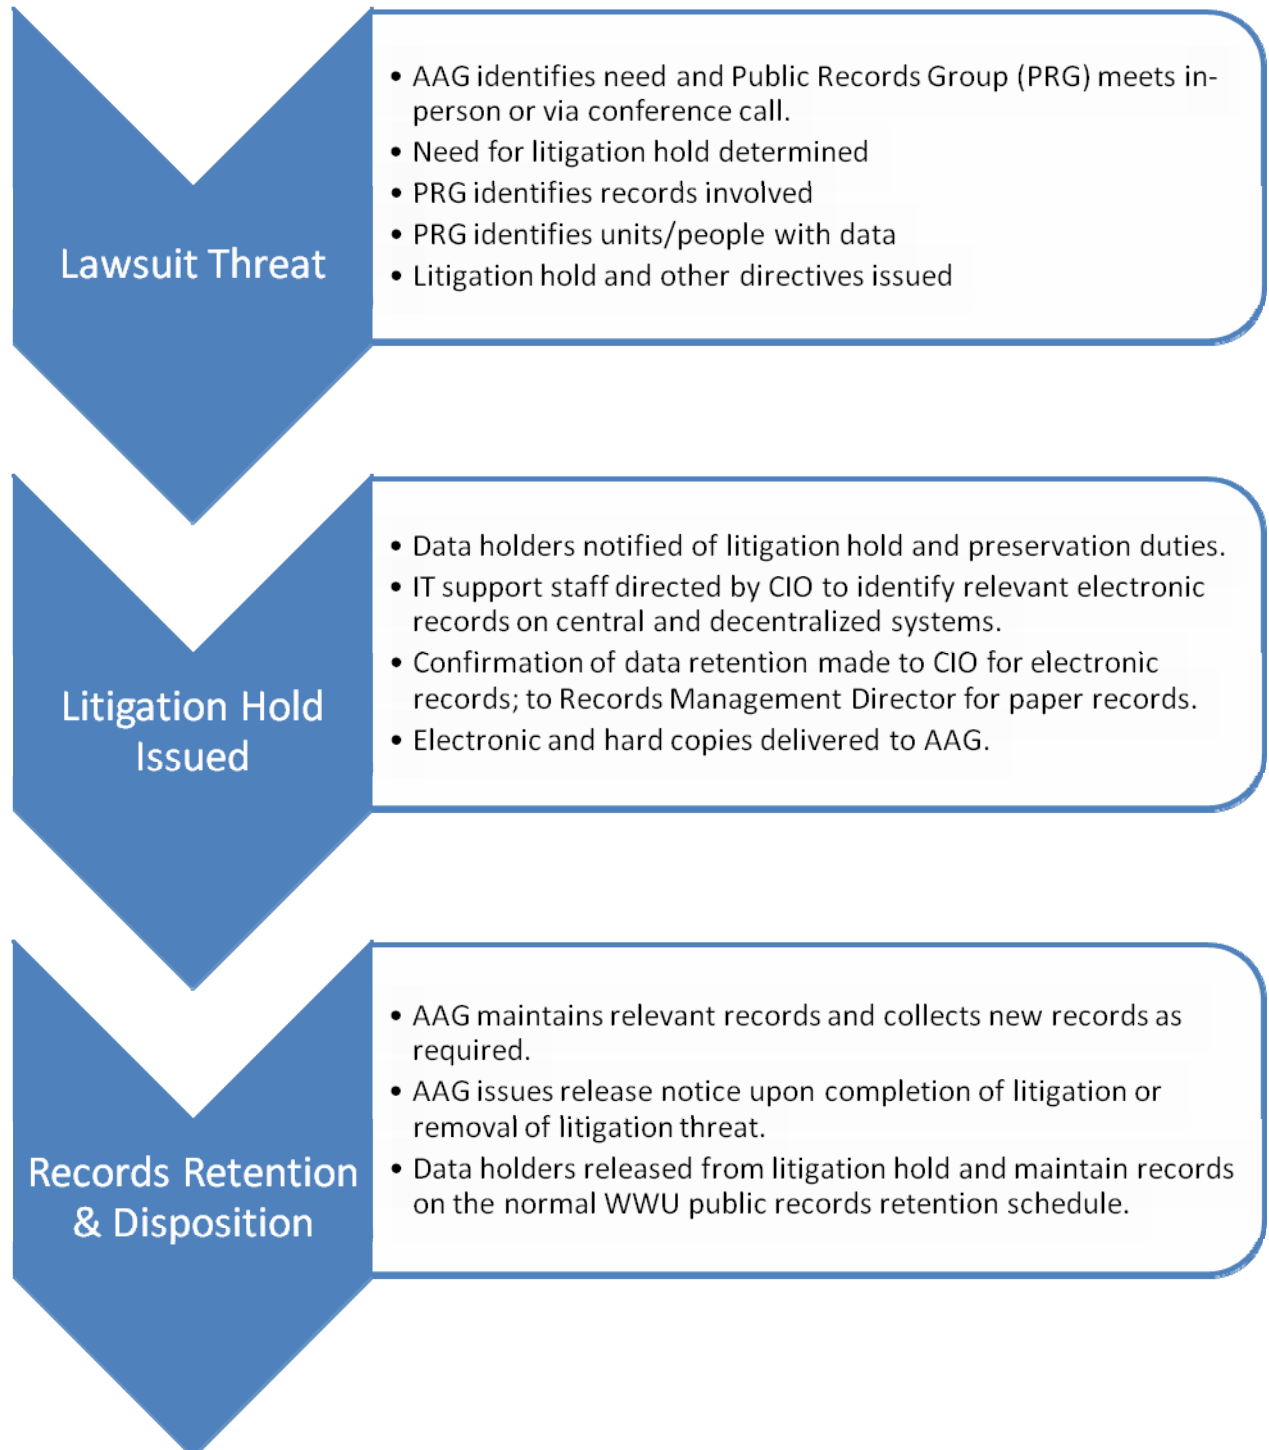 Lawsuit Threat
• AAG identifies need and Public Records Group (PRG) meets in-
person or via conference call.
• Need for litigation hold determined
• PRG identifies records involved
• PRG identifies units/people with data
• Litigation hold and other directives issued
Litigation Hold
Issued
• Data holders notified of litigation hold and preservation duties.
• IT support staff directed by CIO to identify relevant electronic
records on central and decentralized systems.
• Confirmation of data retention made to CIO for electronic
records; to Records Management Director for paper records.
• Electronic and hard copies delivered to AAG.
Records Retention
& Disposition
• AAG maintains relevant records and collects new records as
required.
• AAG issues release notice upon completion of litigation or
removal of litigation threat.
• Data holders released from litigation hold and maintain records
on the normal WWU public records retention schedule.